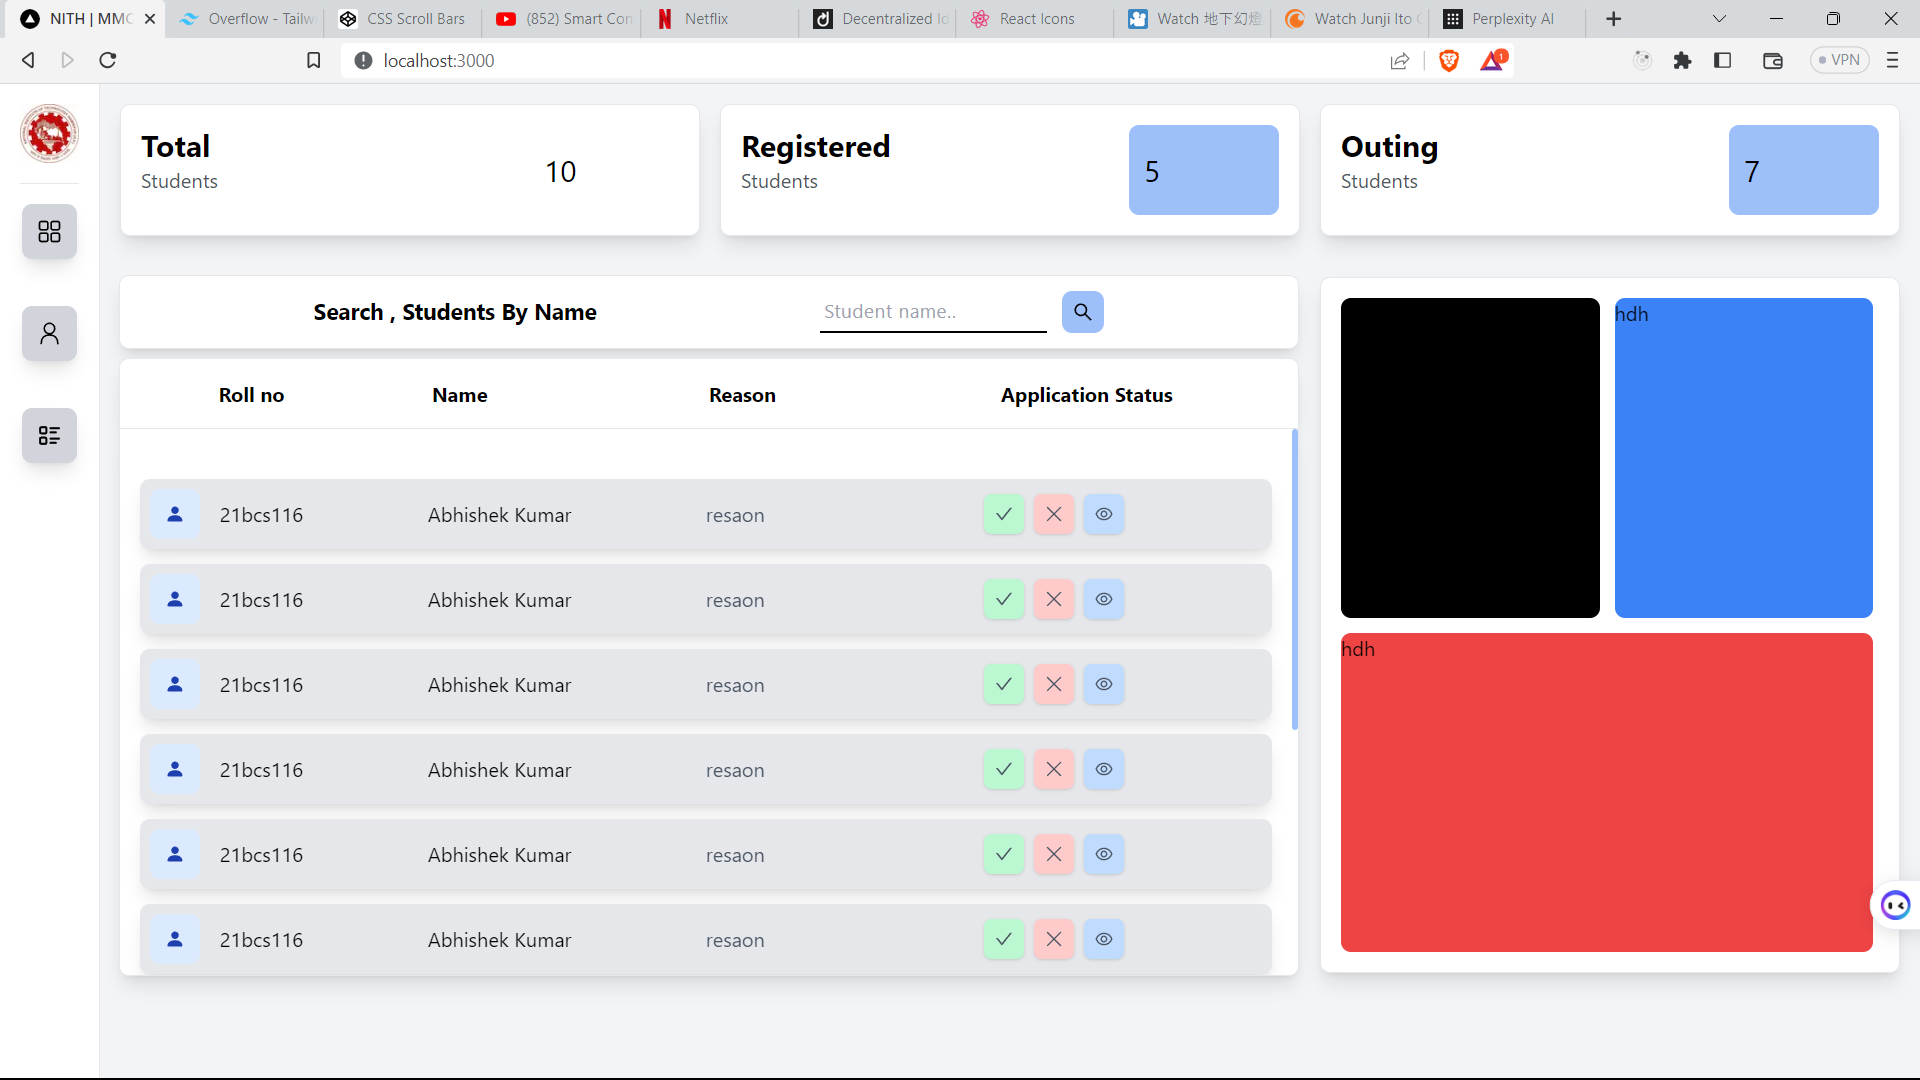 NITH | MMC
Overflow - Tailw
CSS Scroll Bars
(852) Smart Con
Netflix
Decentralized Id
React Icons
Watch 地下幻燈
Watch Junji Ito C
Perplexity AI
localhost:3000
1
VPN
Total
Students
10
Registered
Students
5
Outing
Students
7
Search , Students By Name
Student name..
Roll no Name Reason Application Status
21bcs116 Abhishek Kumar resaon
21bcs116 Abhishek Kumar resaon
21bcs116 Abhishek Kumar resaon
21bcs116 Abhishek Kumar resaon
21bcs116 Abhishek Kumar resaon
21bcs116 Abhishek Kumar resaon
hdh
hdh